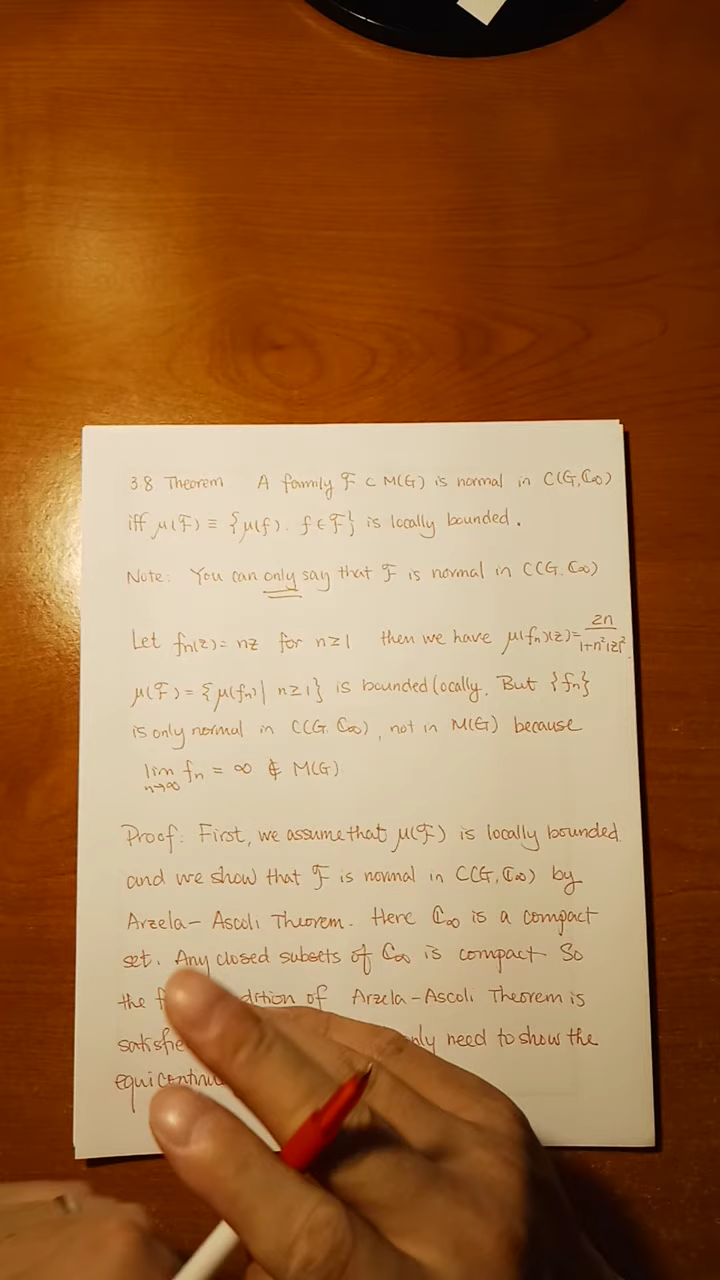 3.8 Theorem. A family ℱ ⊂ M(G) is normal in C(G, ℂ∞)
iff μ(ℱ) ≡ {μ(f). f ∈ ℱ} is locally bounded.
Note: You can only say that ℱ is normal in C(G, ℂ∞)
Let fn(z) = nz for n≥1 then we have μ(fn)(z) = 2n / 1+n²|z|².
μ(ℱ) = {μ(fn) | n≥1} is bounded locally. But {fn}
is only normal in C(G, ℂ∞), not in M(G) because
lim n→∞ fn = ∞ ∉ M(G)
Proof: First, we assume that μ(ℱ) is locally bounded
and we show that ℱ is normal in C(G, ℂ∞) by
Arzela-Ascoli Theorem. Here ℂ∞ is a compact
set. Any closed subsets of ℂ∞ is compact So
the of Arzela-Ascoli Theorem is
need to show the